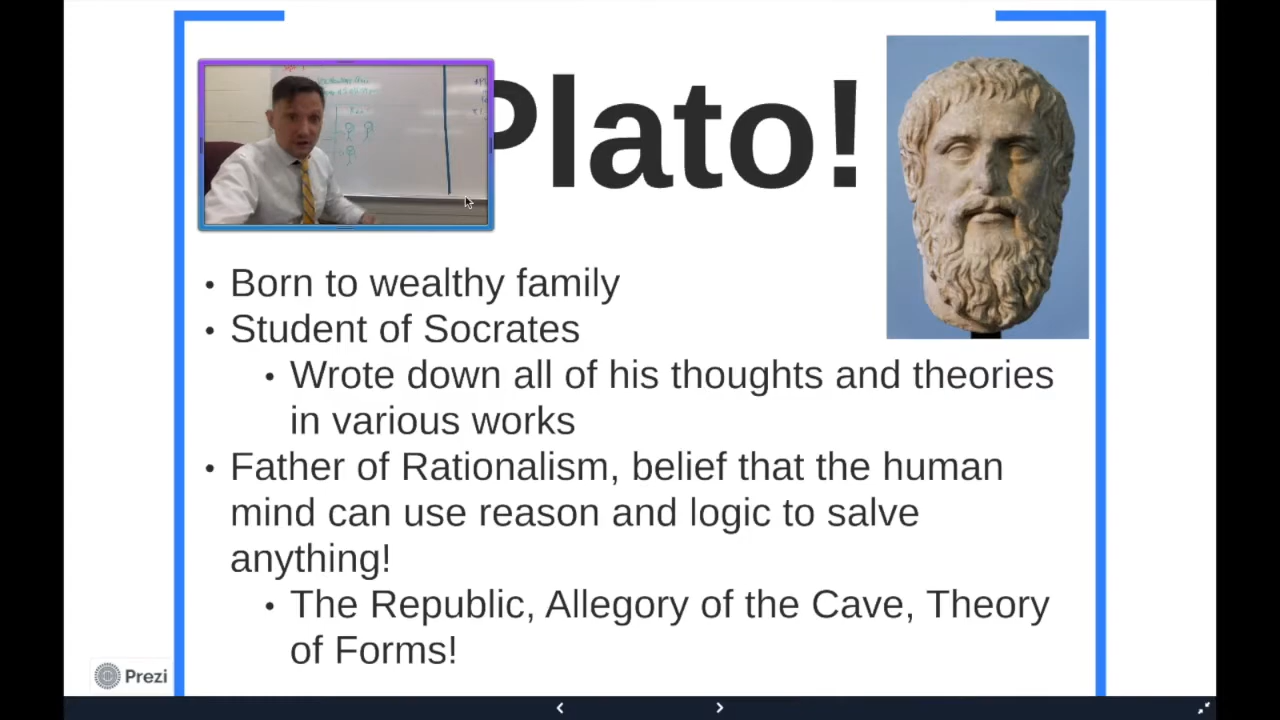 Plato!
• Born to wealthy family
• Student of Socrates
• Wrote down all of his thoughts and theories
in various works
• Father of Rationalism, belief that the human
mind can use reason and logic to salve
anything!
• The Republic, Allegory of the Cave, Theory
of Forms!
Prezi